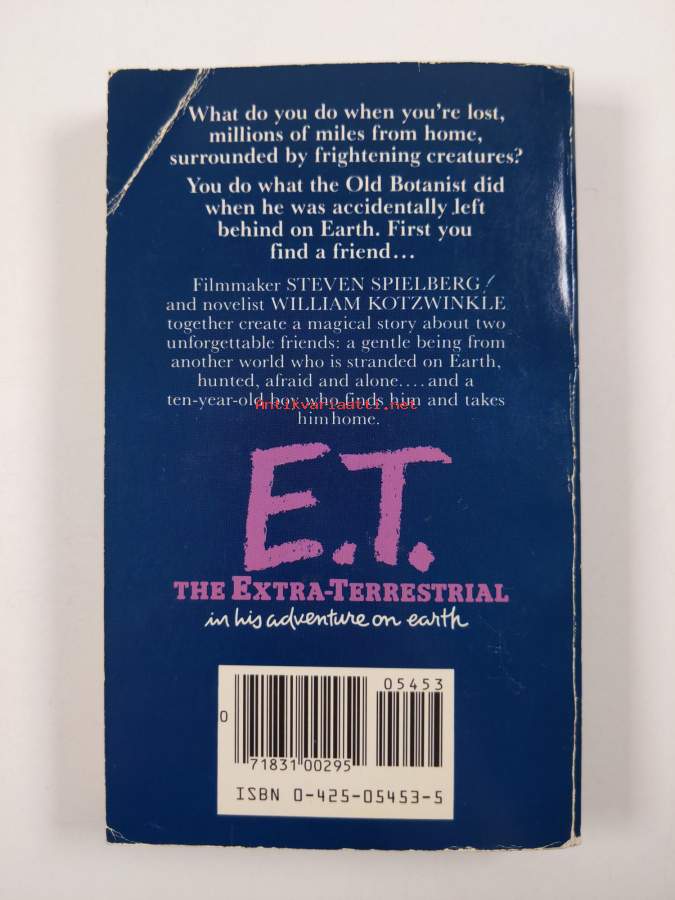 What do you do when you're lost,
millions of miles from home,
surrounded by frightening creatures?
You do what the Old Botanist did
when he was accidentally left
behind on Earth. First you
find a friend...
Filmmaker STEVEN SPIELBERG
and novelist WILLIAM KOTZWINKLE
together create a magical story about two
unforgettable friends: a gentle being from
another world who is stranded on Earth,
hunted, afraid and alone....and a
ten-year-old boy who finds him and takes
him home.
Antikvariaatti.net
E.T.
THE EXTRA-TERRESTRIAL
in his adventure on earth
05453
0
71831 00295
ISBN 0-425-05453-5